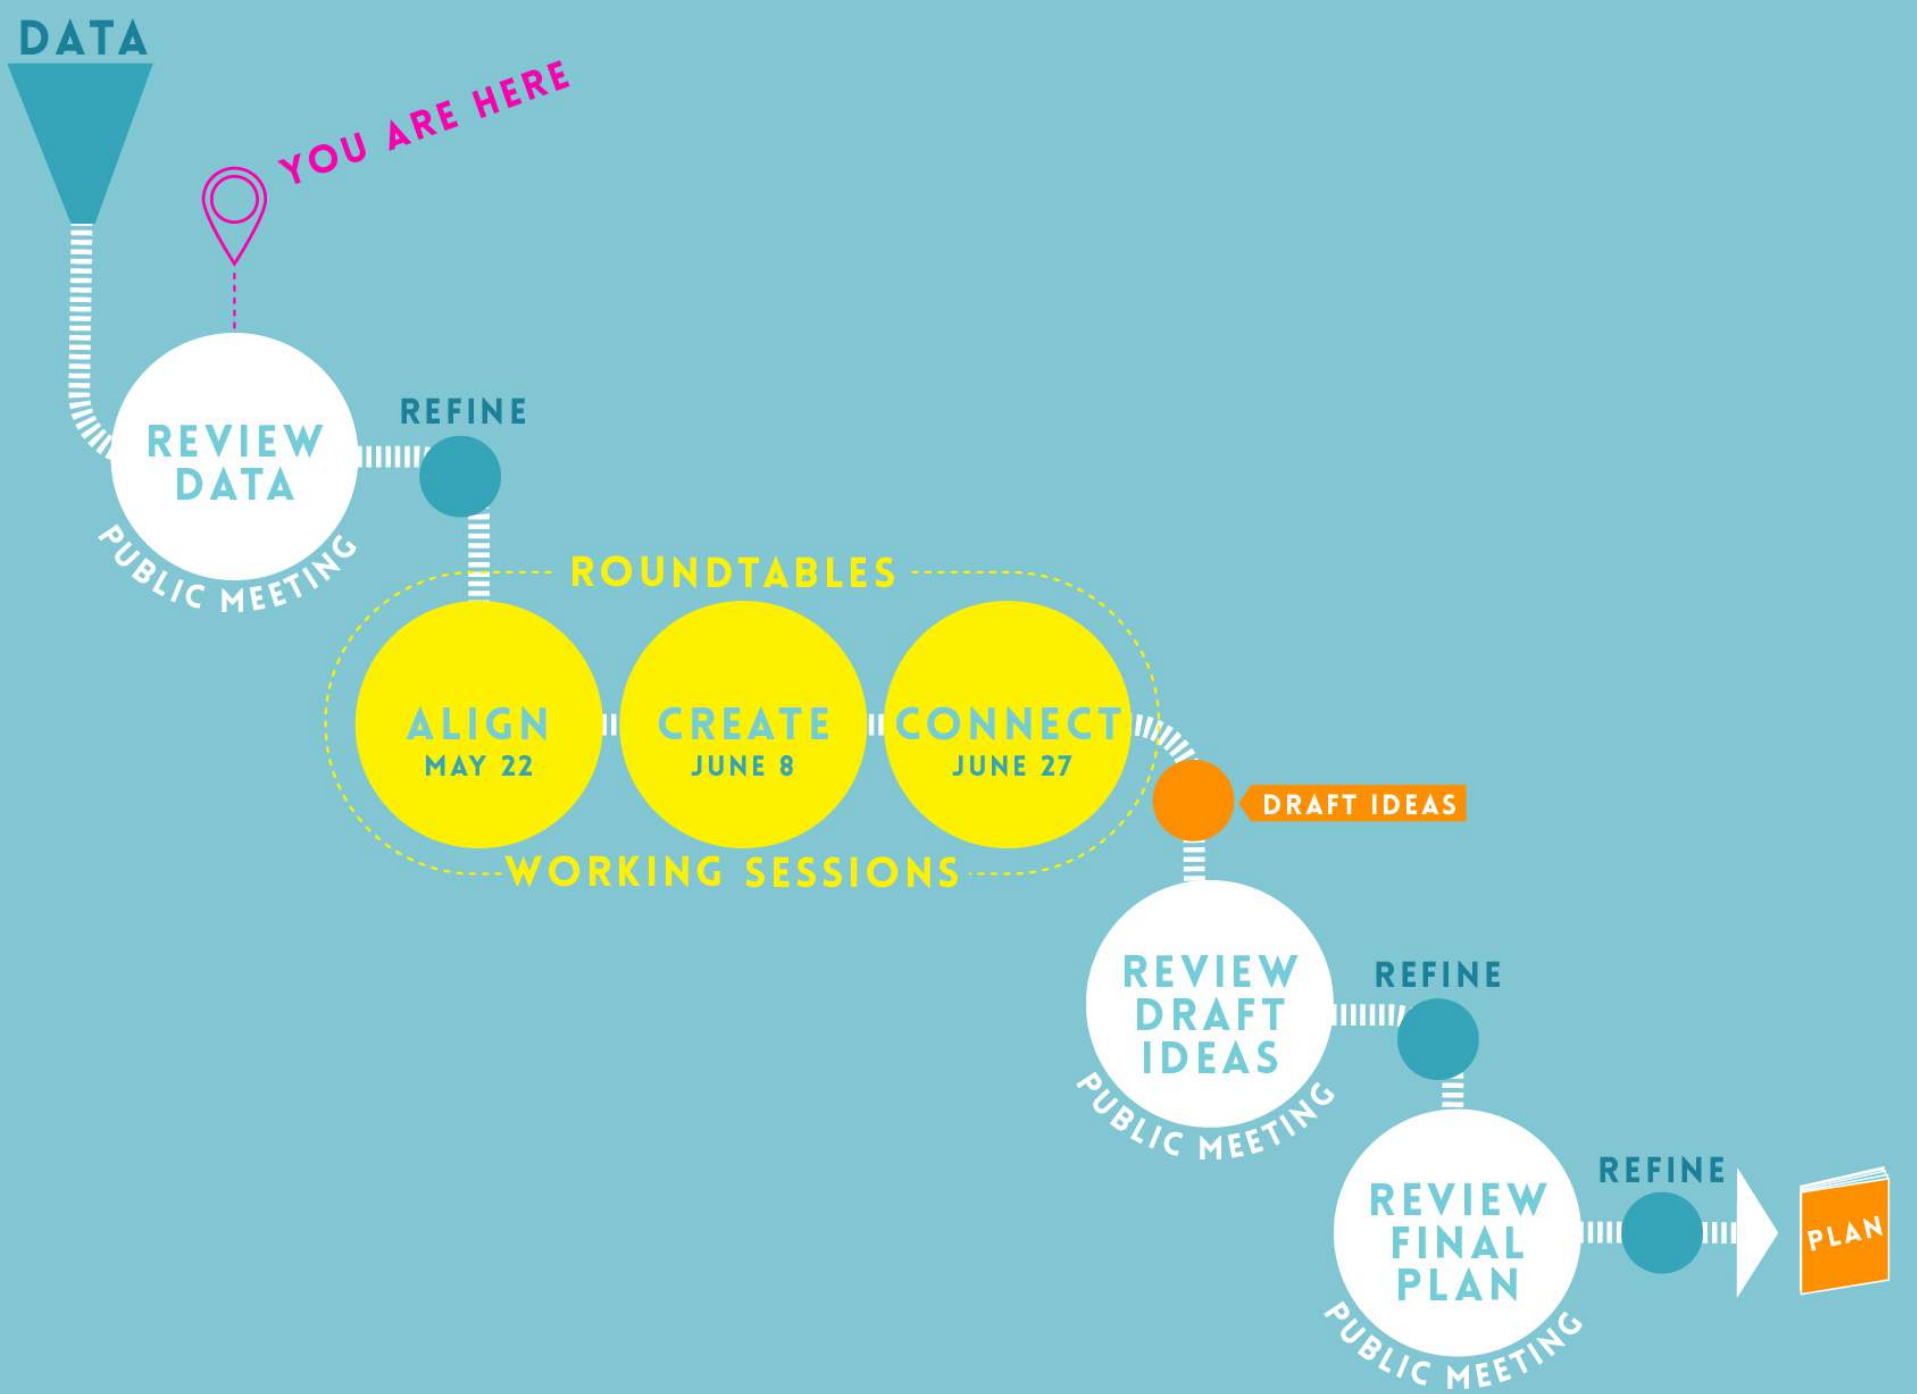 DATA
YOU ARE HERE
REVIEW
DATA
PUBLIC MEETING
REFINE
ROUNDTABLES
ALIGN
MAY 22
CREATE
JUNE 8
CONNECT
JUNE 27
WORKING SESSIONS
DRAFT IDEAS
REVIEW
DRAFT
IDEAS
PUBLIC MEETING
REFINE
REVIEW
FINAL
PLAN
PUBLIC MEETING
REFINE
PLAN